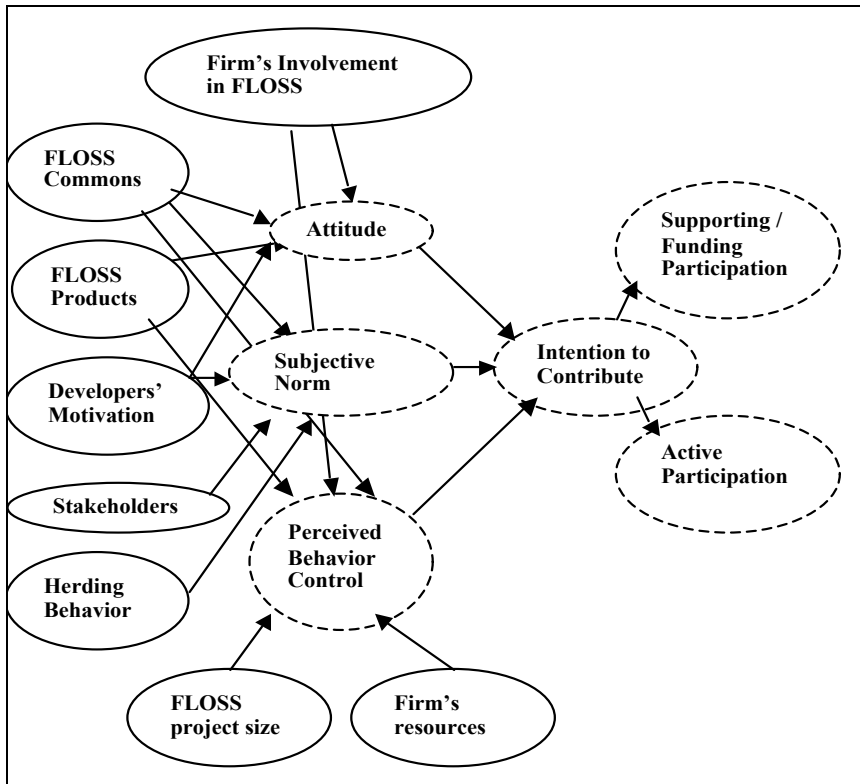 Firm's Involvement
in FLOSS
FLOSS
Commons
Attitude
Supporting /
Funding
Participation
FLOSS
Products
Subjective
Norm
Intention to
Contribute
Developers'
Motivation
Active
Participation
Stakeholders
Perceived
Behavior
Control
Herding
Behavior
FLOSS
project size
Firm's
resources